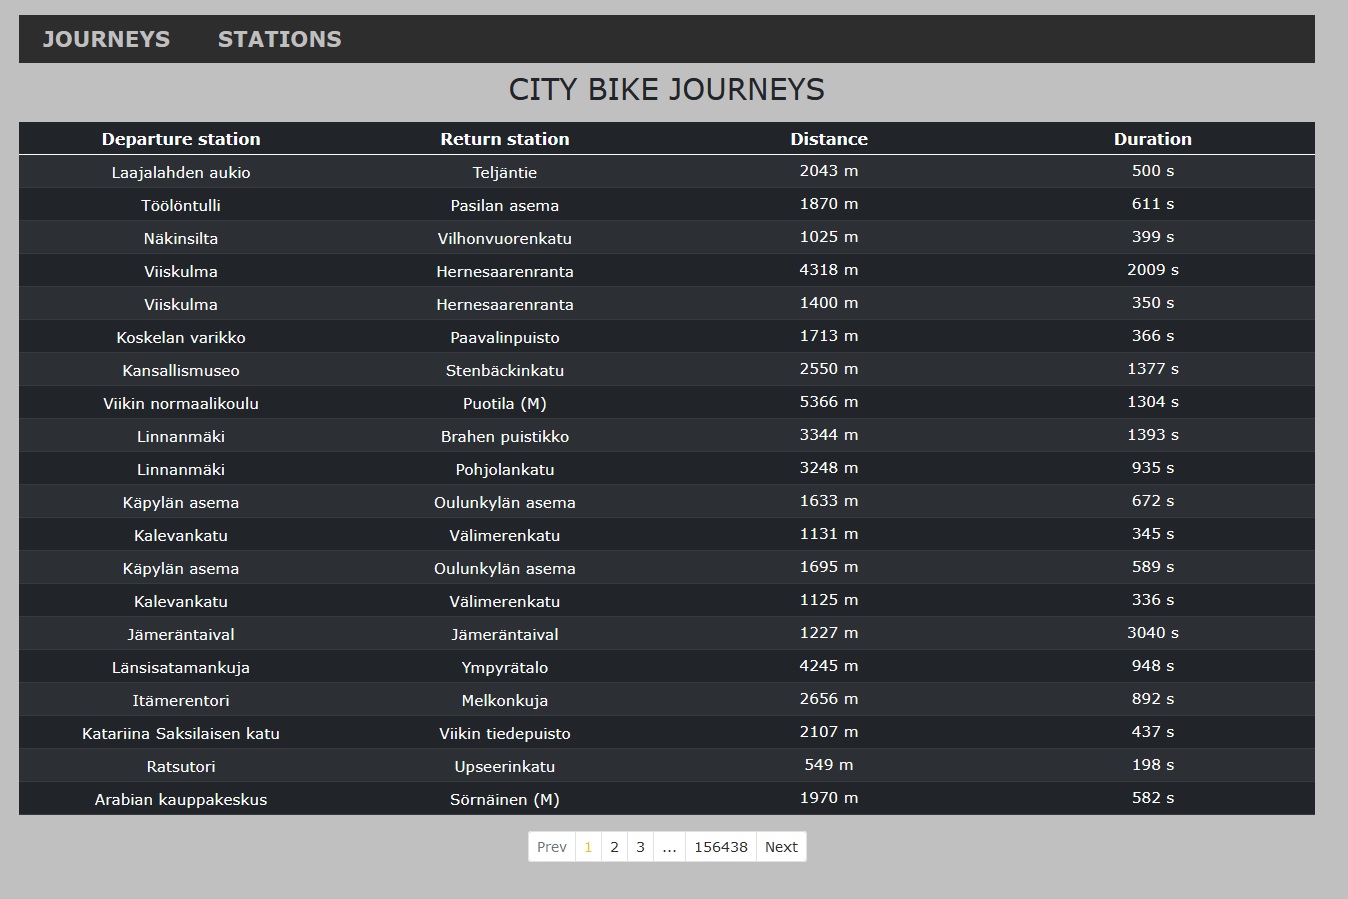 JOURNEYS STATIONS
CITY BIKE JOURNEYS
Departure station Return station Distance Duration
Laajalahden aukio Teljäntie 2043 m 500 s
Töölöntulli Pasilan asema 1870 m 611 s
Näkinsilta Vilhonvuorenkatu 1025 m 399 s
Viiskulma Hernesaarenranta 4318 m 2009 s
Viiskulma Hernesaarenranta 1400 m 350 s
Koskelan varikko Paavalinpuisto 1713 m 366 s
Kansallismuseo Stenbäckinkatu 2550 m 1377 s
Viikin normaalikoulu Puotila (M) 5366 m 1304 s
Linnanmäki Brahen puistikko 3344 m 1393 s
Linnanmäki Pohjolankatu 3248 m 935 s
Käpylän asema Oulunkylän asema 1633 m 672 s
Kalevankatu Välimerenkatu 1131 m 345 s
Käpylän asema Oulunkylän asema 1695 m 589 s
Kalevankatu Välimerenkatu 1125 m 336 s
Jämeräntaival Jämeräntaival 1227 m 3040 s
Länsisatamankuja Ympyrätalo 4245 m 948 s
Itämerentori Melkonkuja 2656 m 892 s
Katariina Saksilaisen katu Viikin tiedepuisto 2107 m 437 s
Ratsutori Upseerinkatu 549 m 198 s
Arabian kauppakeskus Sörnäinen (M) 1970 m 582 s
Prev 1 2 3 ... 156438 Next